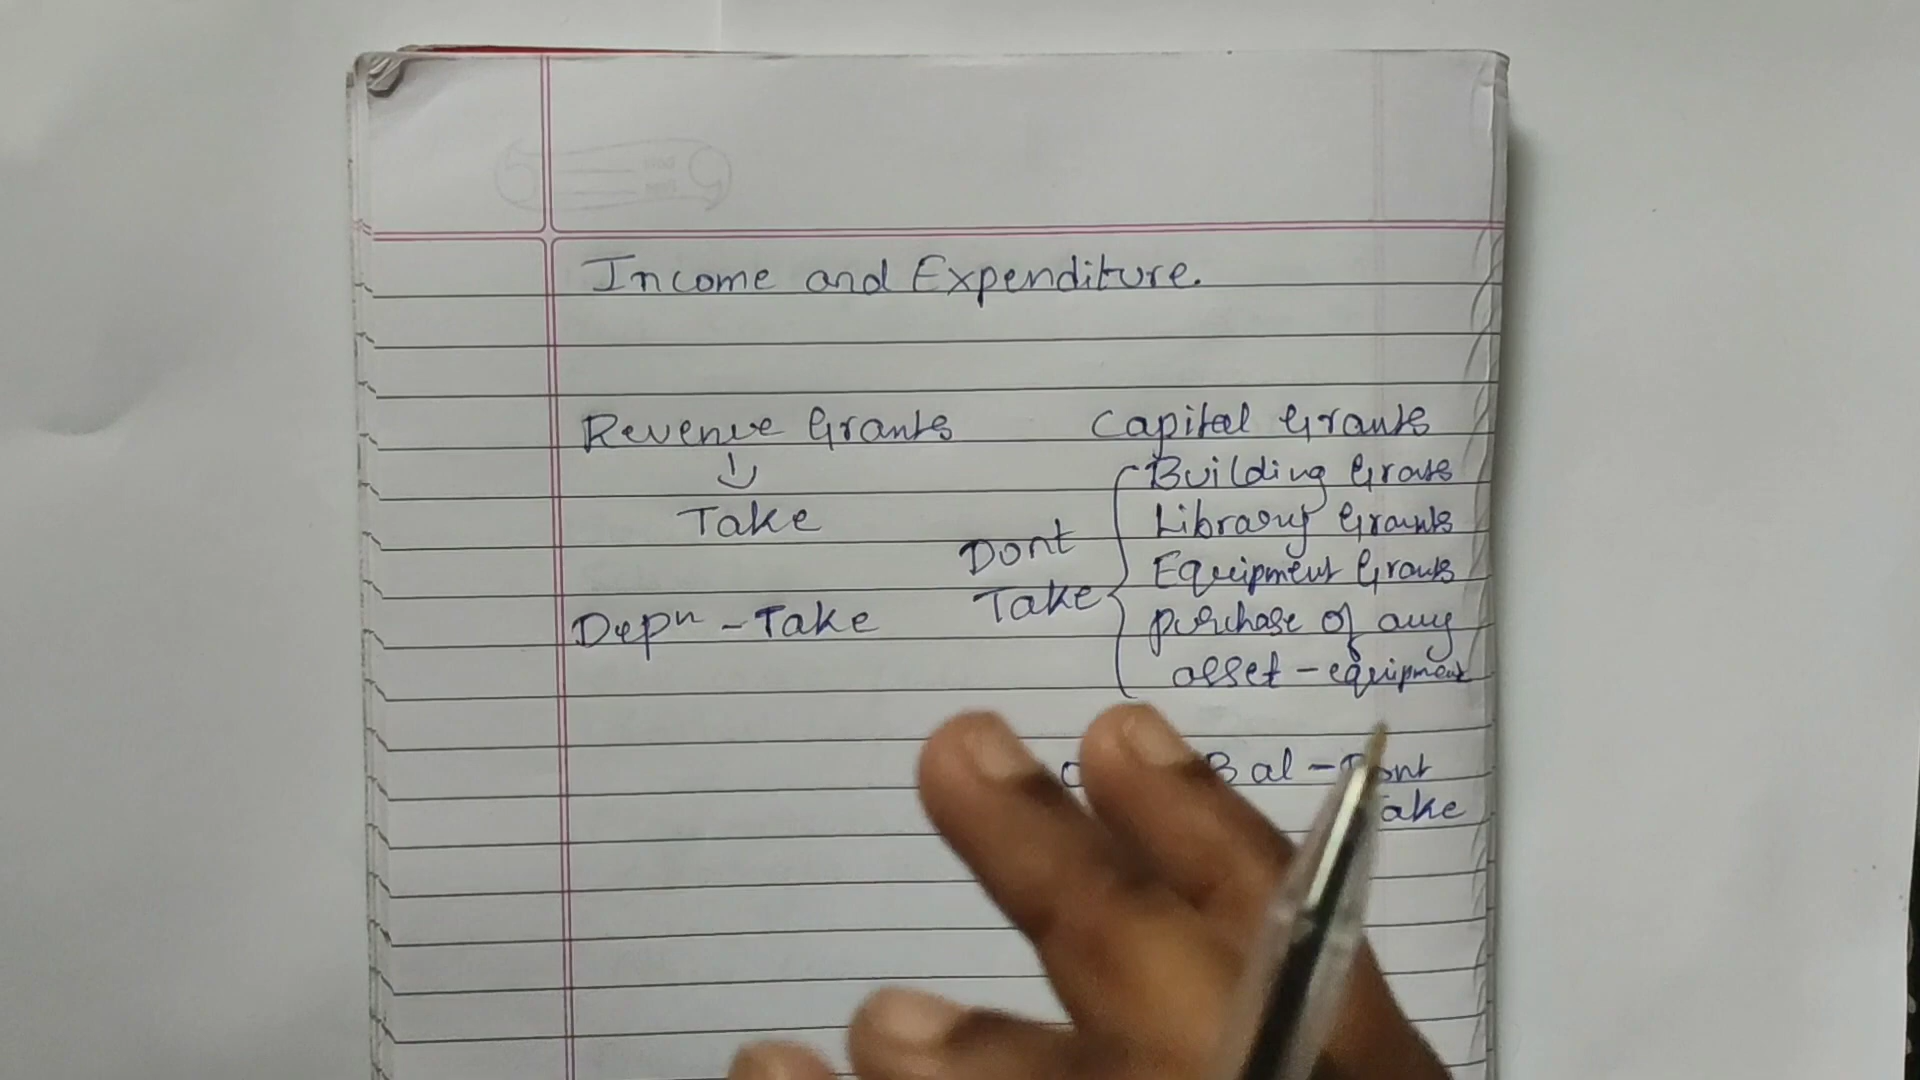 Income and Expenditure.
Revenue Grants
↓
Take
Depn - Take
Capital Grants
Building Grants
Library Grants
Equipment Grants
purchase of any
asset - equipment
Dont
Take
Bal -